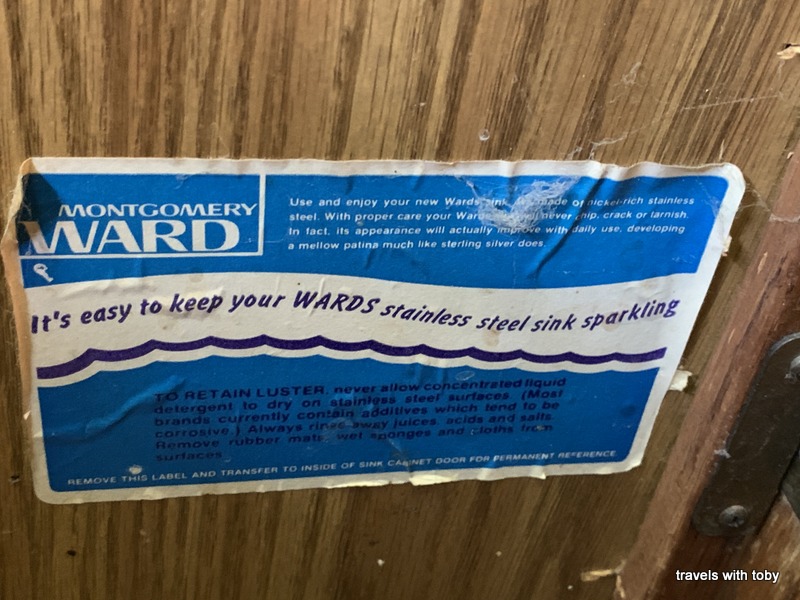 MONTGOMERY
WARD
Use and enjoy your new Wards sink. made of nickel-rich stainless
steel. With proper care your Wards will never chip, crack or tarnish.
In fact, its appearance will actually improve with daily use, developing
a mellow patina much like sterling silver does.
It's easy to keep your WARDS stainless steel sink sparkling
TO RETAIN LUSTER, never allow concentrated liquid
detergent to dry on stainless steel surfaces. (Most
brands currently contain additives which tend to be
corrosive.) Always rinse away juices, acids and salts.
Remove rubber mats, wet sponges and cloths from
surfaces.
REMOVE THIS LABEL AND TRANSFER TO INSIDE OF SINK CABINET DOOR FOR PERMANENT REFERENCE
travels with toby